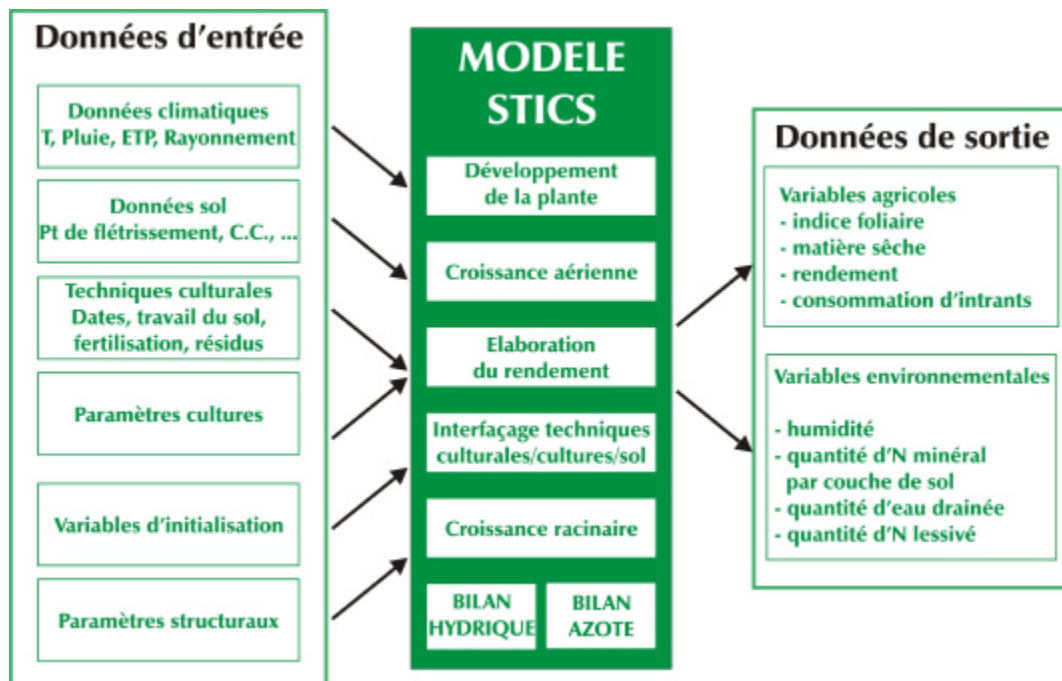 Données d'entrée
Données climatiques
T, Pluie, ETP, Rayonnement
Données sol
Pt de flétrissement, C.C., ...
Techniques culturales
Dates, travail du sol,
fertilisation, résidus
Paramètres cultures
Variables d'initialisation
Paramètres structuraux
MODELE
STICS
Développement
de la plante
Croissance aérienne
Elaboration
du rendement
Interfaçage techniques
culturales/cultures/sol
Croissance racinaire
BILAN
HYDRIQUE
BILAN
AZOTE
Données de sortie
Variables agricoles
- indice foliaire
- matière sêche
- rendement
- consommation d'intrants
Variables environnementales
- humidité
- quantité d'N minéral
par couche de sol
- quantité d'eau drainée
- quantité d'N lessivé